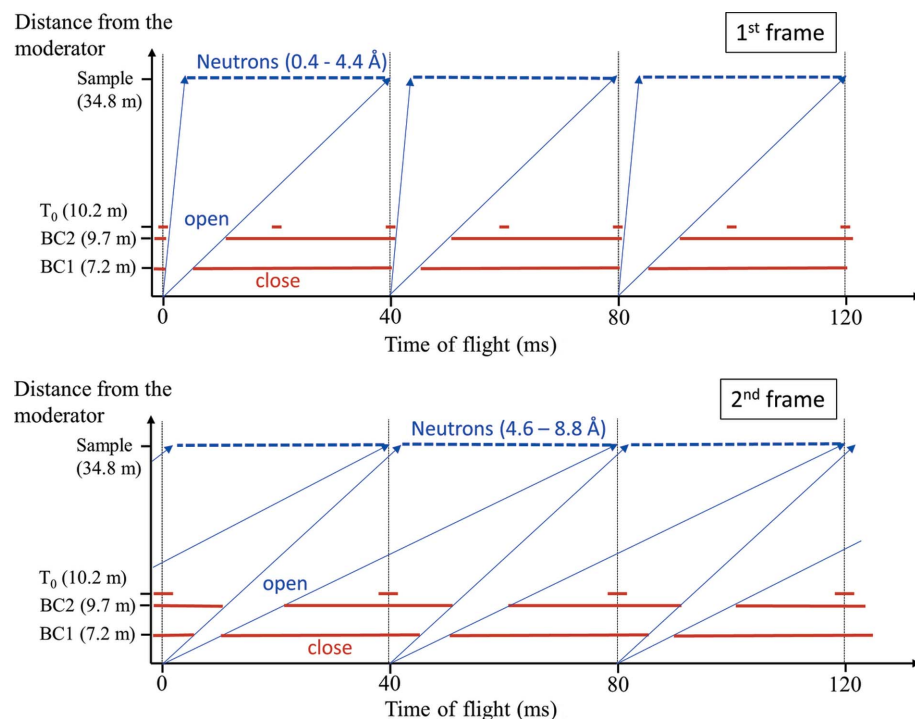 Distance from the
moderator
1st frame
Neutrons (0.4 - 4.4 Å)
Sample
(34.8 m)
open
T0 (10.2 m)
BC2 (9.7 m)
BC1 (7.2 m)
close
0
40
80
120
Time of flight (ms)
Distance from the
moderator
2nd frame
Neutrons (4.6 – 8.8 Å)
Sample
(34.8 m)
open
T0 (10.2 m)
BC2 (9.7 m)
BC1 (7.2 m)
close
0
40
80
120
Time of flight (ms)